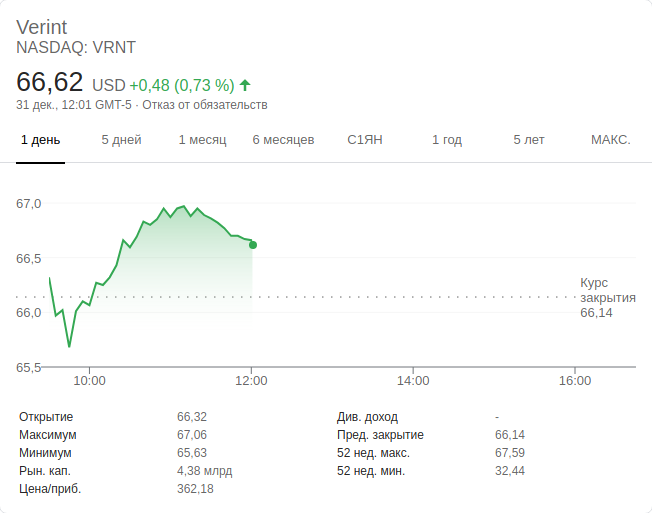 Verint
NASDAQ: VRNT
66,62 USD +0,48 (0,73 %)
31 дек., 12:01 GMT-5 · Отказ от обязательств
1 день 5 дней 1 месяц 6 месяцев С1ЯН 1 год 5 лет МАКС.
67,0
66,5
Курс
закрытия
66,14
66,0
65,5
10:00 12:00 14:00 16:00
Открытие 66,32 Див. доход -
Максимум 67,06 Пред. закрытие 66,14
Минимум 65,63 52 нед. макс. 67,59
Рын. кап. 4,38 млрд 52 нед. мин. 32,44
Цена/приб. 362,18